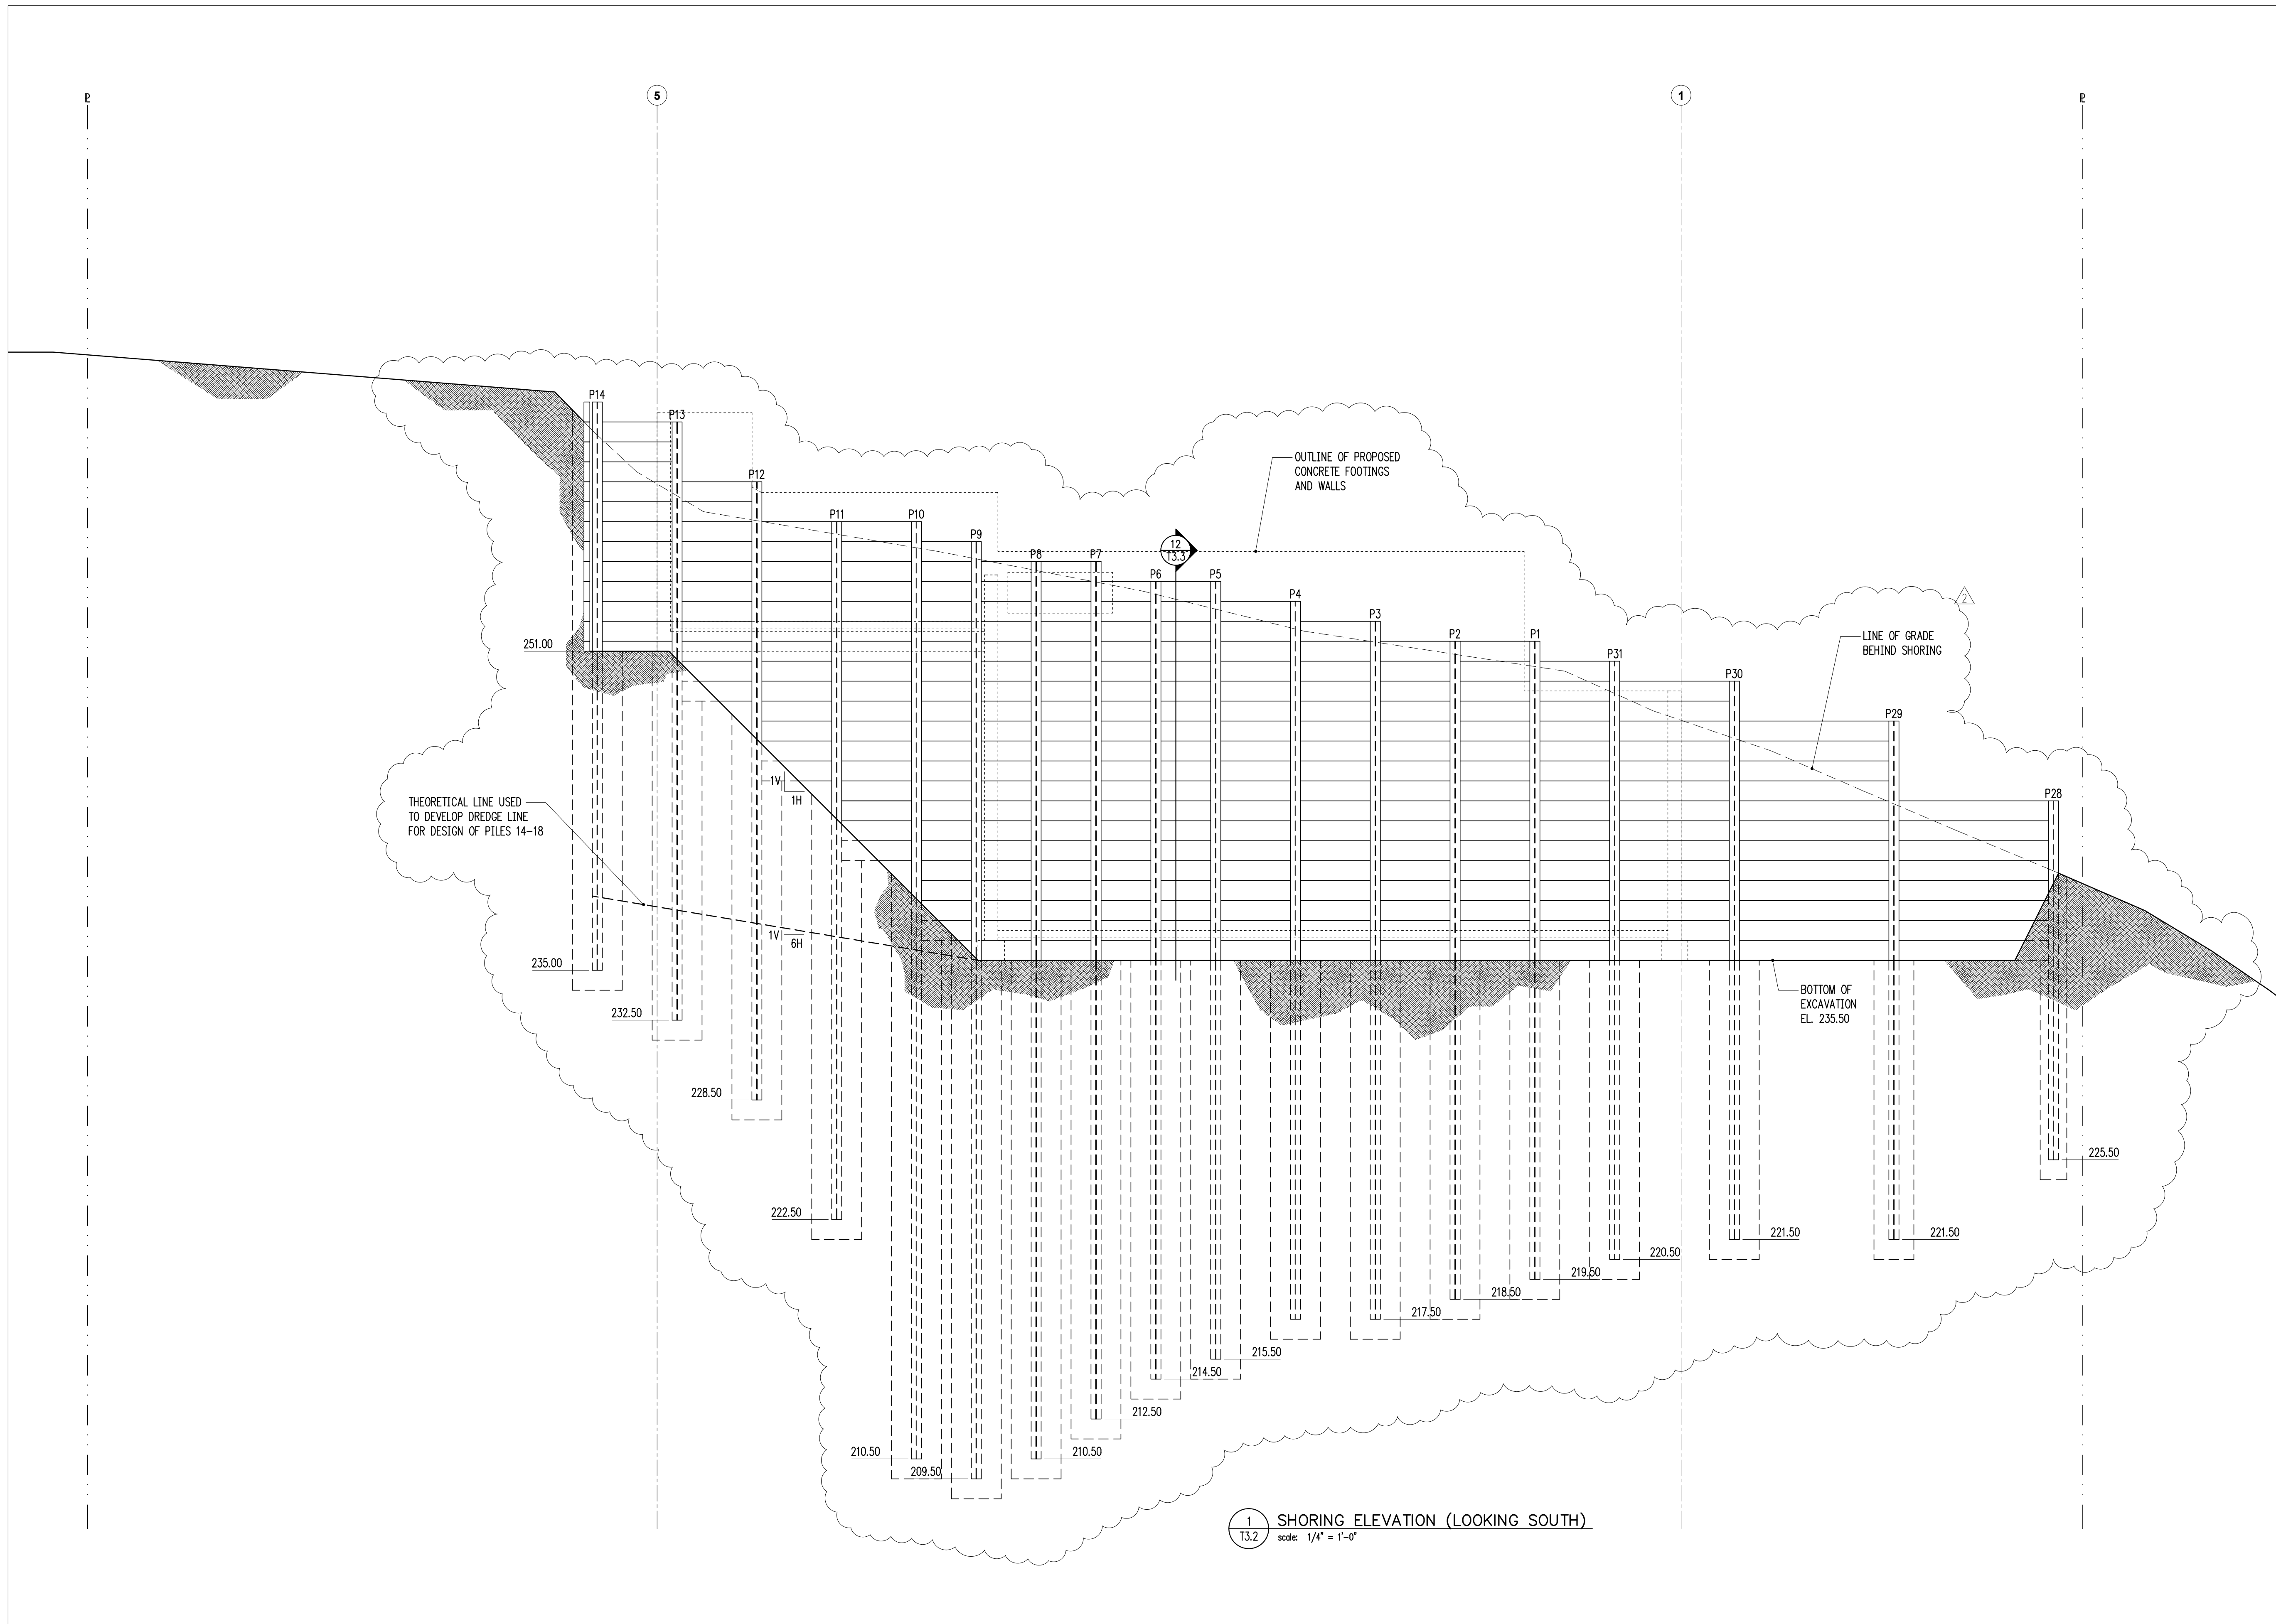 ℄
5
1
℄
P14
P13
P12
P11
P10
P9
P8
P7
P6
P5
P4
P3
P2
P1
P31
P30
P29
P28
OUTLINE OF PROPOSED
CONCRETE FOOTINGS
AND WALLS
12
T3.3
2
LINE OF GRADE
BEHIND SHORING
251.00
1V
1H
THEORETICAL LINE USED
TO DEVELOP DREDGE LINE
FOR DESIGN OF PILES 14-18
1V
6H
235.00
232.50
228.50
222.50
210.50
209.50
210.50
212.50
214.50
215.50
217.50
218.50
219.50
220.50
221.50
221.50
225.50
BOTTOM OF
EXCAVATION
EL. 235.50
1
T3.2
SHORING ELEVATION (LOOKING SOUTH)
scale: 1/4" = 1'-0"